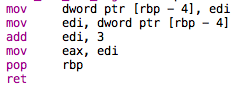 mov dword ptr [rbp - 4], edi
mov edi, dword ptr [rbp - 4]
add edi, 3
mov eax, edi
pop rbp
ret